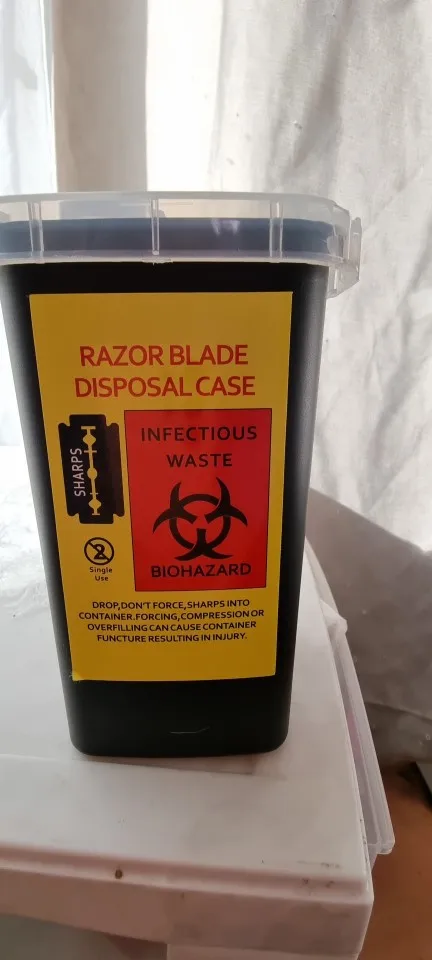 RAZOR BLADE
DISPOSAL CASE
SHARPS
INFECTIOUS
WASTE
BIOHAZARD
2
Single
Use
DROP,DON'T FORCE,SHARPS INTO
CONTAINER.FORCING,COMPRESSION OR
OVERFILLING CAN CAUSE CONTAINER
FUNCTURE RESULTING IN INJURY.